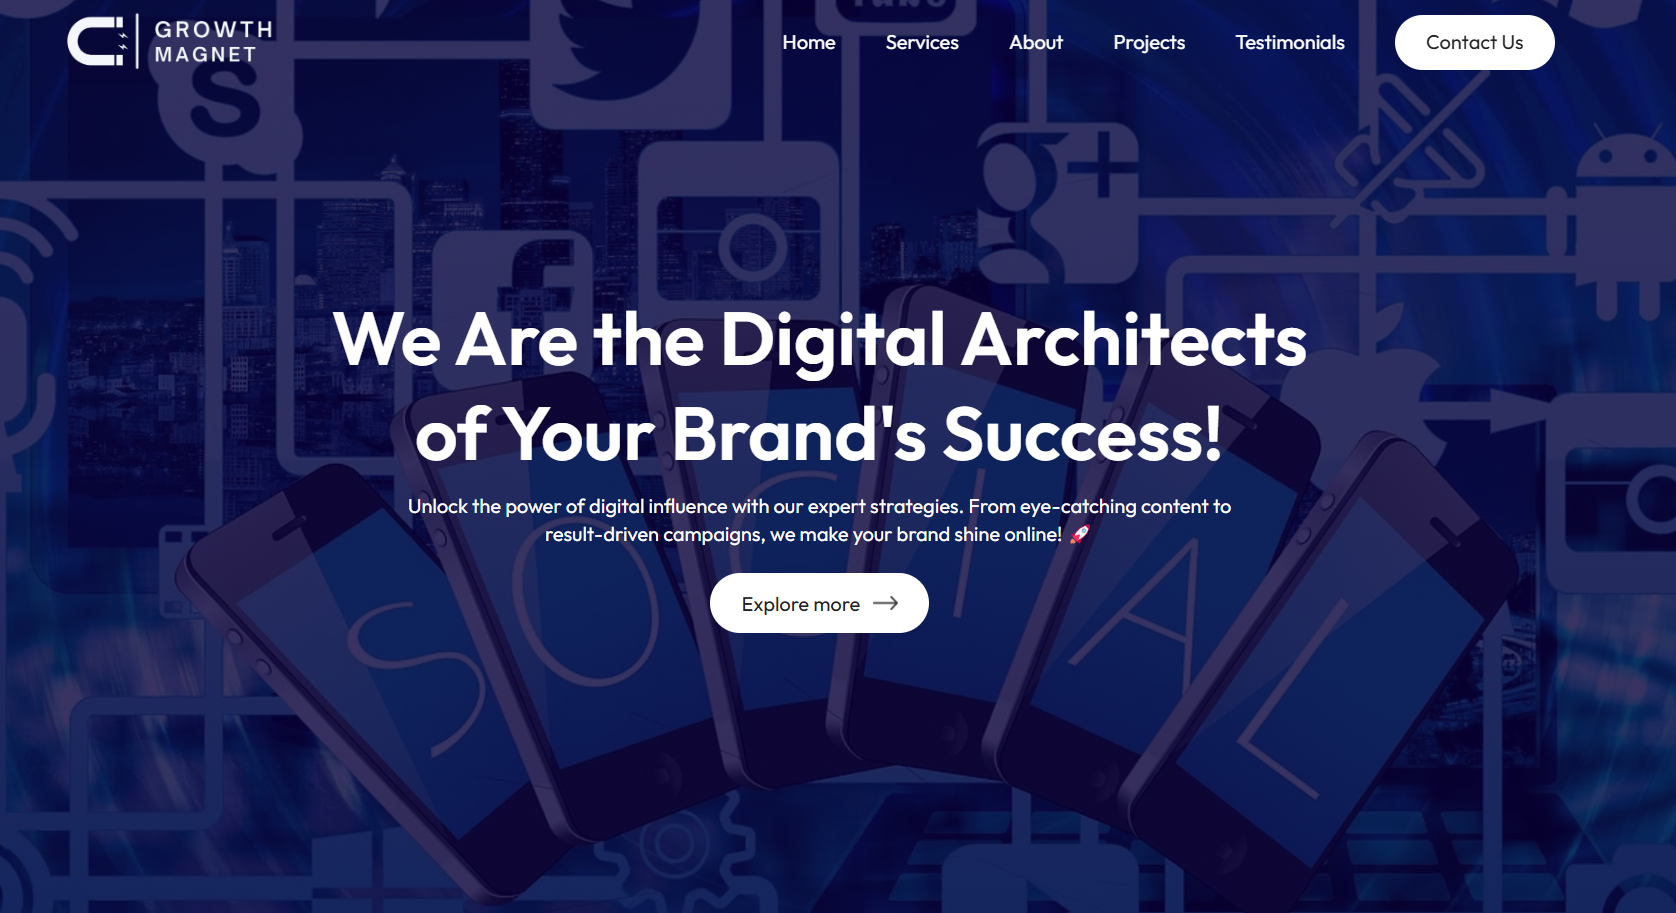 GROWTH
MAGNET
Home Services About Projects Testimonials Contact Us
We Are the Digital Architects
of Your Brand's Success!
Unlock the power of digital influence with our expert strategies. From eye-catching content to
result-driven campaigns, we make your brand shine online! 🚀
Explore more →
S O C I A L